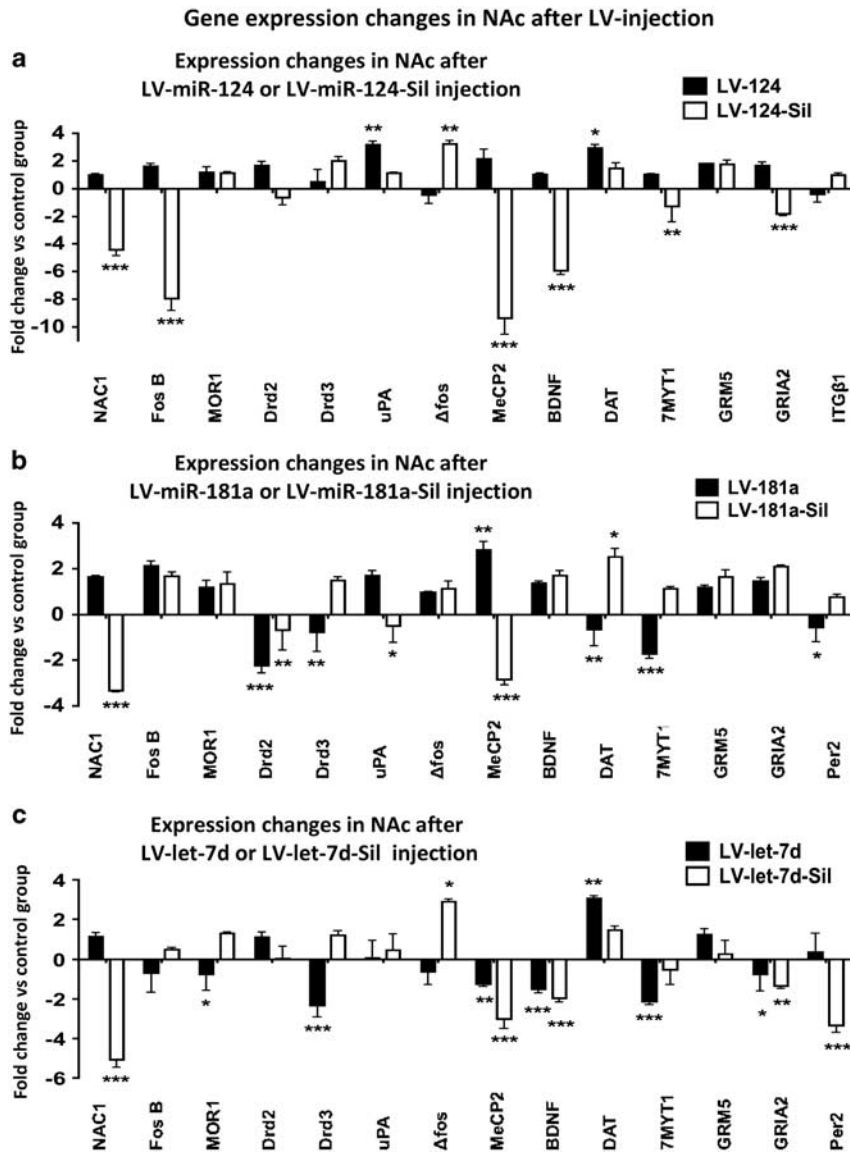 Gene expression changes in NAc after LV-injection
a
Expression changes in NAc after
LV-miR-124 or LV-miR-124-Sil injection
LV-124
LV-124-Sil
Fold change vs control group
4
2
0
-2
-4
-6
-8
-10
***
***
**
**
***
***
*
**
***
NAC1
Fos B
MOR1
Drd2
Drd3
uPA
Δfos
MeCP2
BDNF
DAT
7MYT1
GRM5
GRIA2
ITGβ1
b
Expression changes in NAc after
LV-miR-181a or LV-miR-181a-Sil injection
LV-181a
LV-181a-Sil
Fold change vs control group
4
2
0
-2
-4
***
***
**
**
*
**
***
**
*
***
*
NAC1
Fos B
MOR1
Drd2
Drd3
uPA
Δfos
MeCP2
BDNF
DAT
7MYT1
GRM5
GRIA2
Per2
c
Expression changes in NAc after
LV-let-7d or LV-let-7d-Sil injection
LV-let-7d
LV-let-7d-Sil
Fold change vs control group
4
2
0
-2
-4
-6
***
*
***
*
**
***
***
***
**
***
*
**
***
NAC1
Fos B
MOR1
Drd2
Drd3
uPA
Δfos
MeCP2
BDNF
DAT
7MYT1
GRM5
GRIA2
Per2